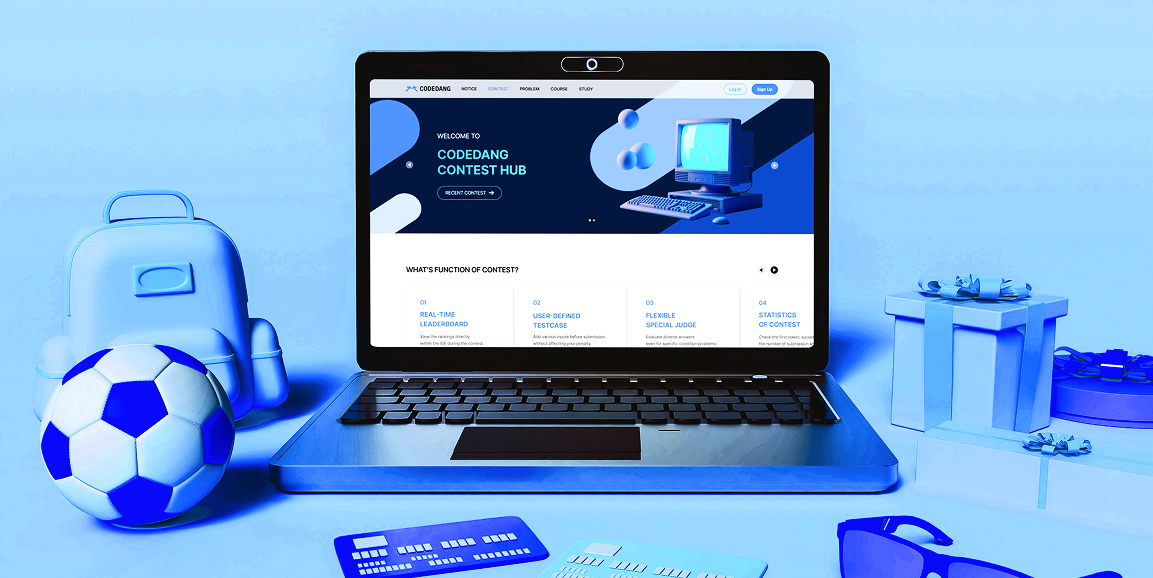 CODEDANG NOTICE CONTEST PROBLEM COURSE STUDY Log In Sign Up
WELCOME TO
CODEDANG
CONTEST HUB
RECENT CONTEST →
WHAT'S FUNCTION OF CONTEST?
01
REAL-TIME
LEADERBOARD
View the rankings directly
within the IDE during the contest.
02
USER-DEFINED
TESTCASE
Add various inputs before submission
without affecting your penalty.
03
FLEXIBLE
SPECIAL JUDGE
Evaluate diverse answers
even for specific condition problems.
04
STATISTICS
OF CONTEST
Check the first solver,
the number of submission